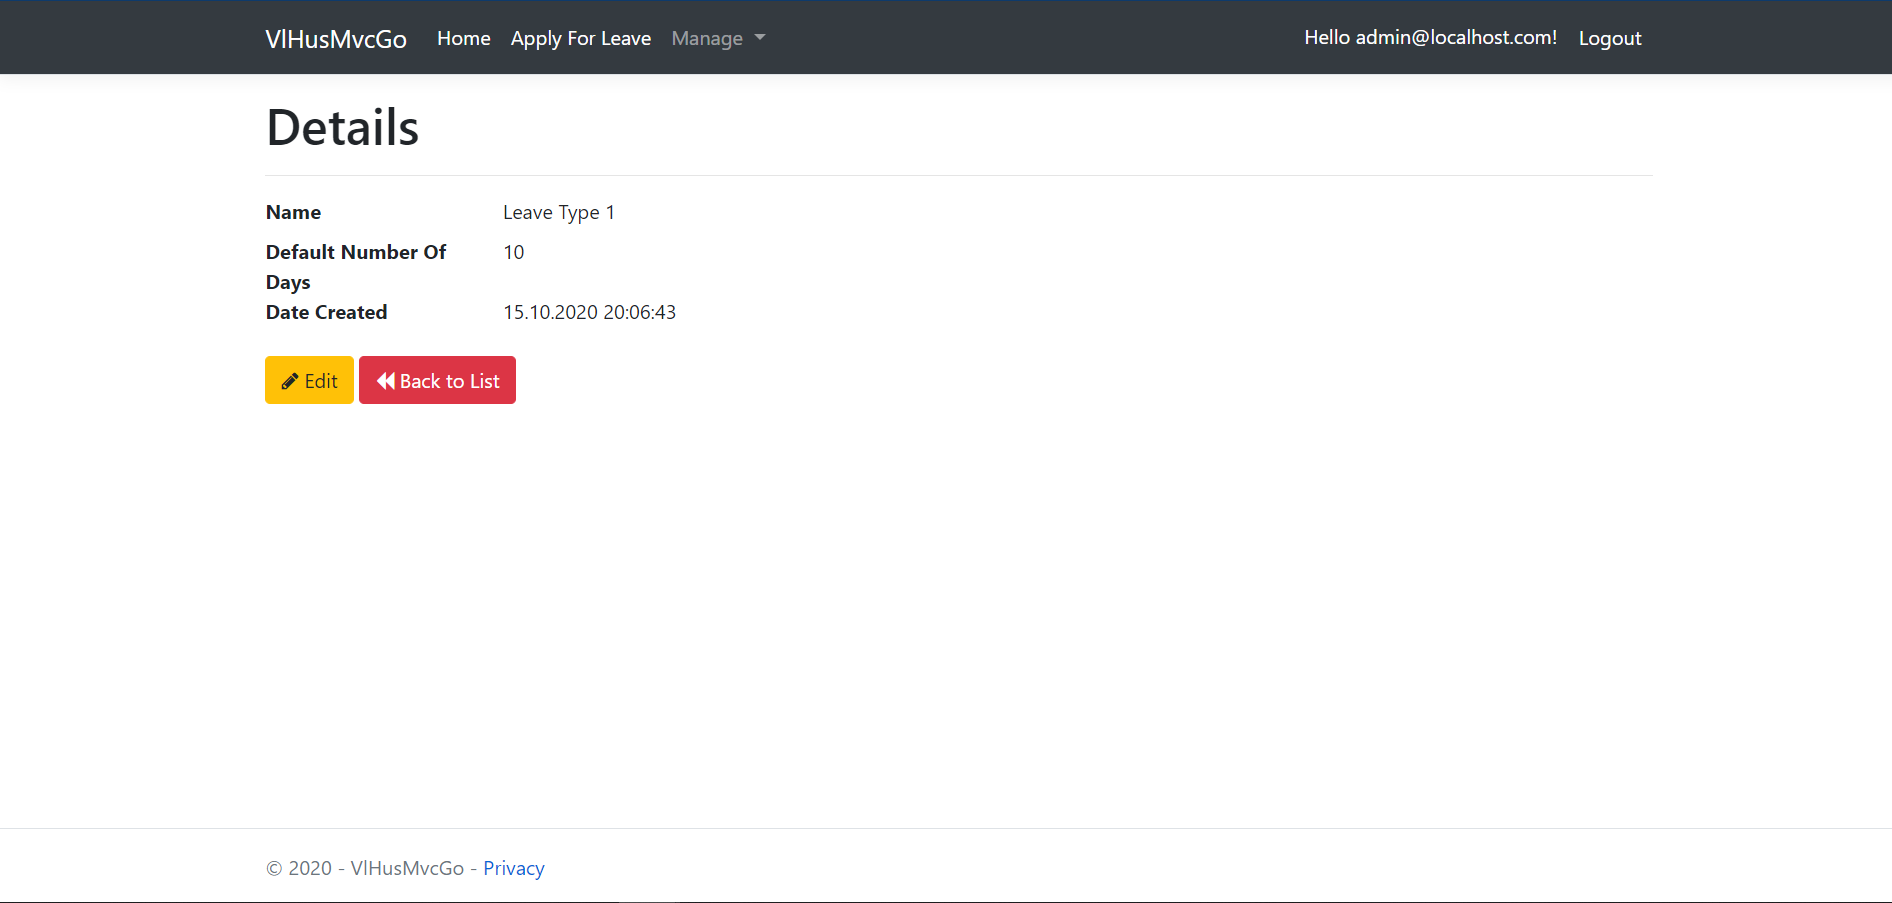 VlHusMvcGo Home Apply For Leave Manage Hello admin@localhost.com! Logout
Details
Name Leave Type 1
Default Number Of Days 10
Date Created 15.10.2020 20:06:43
Edit Back to List
© 2020 - VlHusMvcGo - Privacy